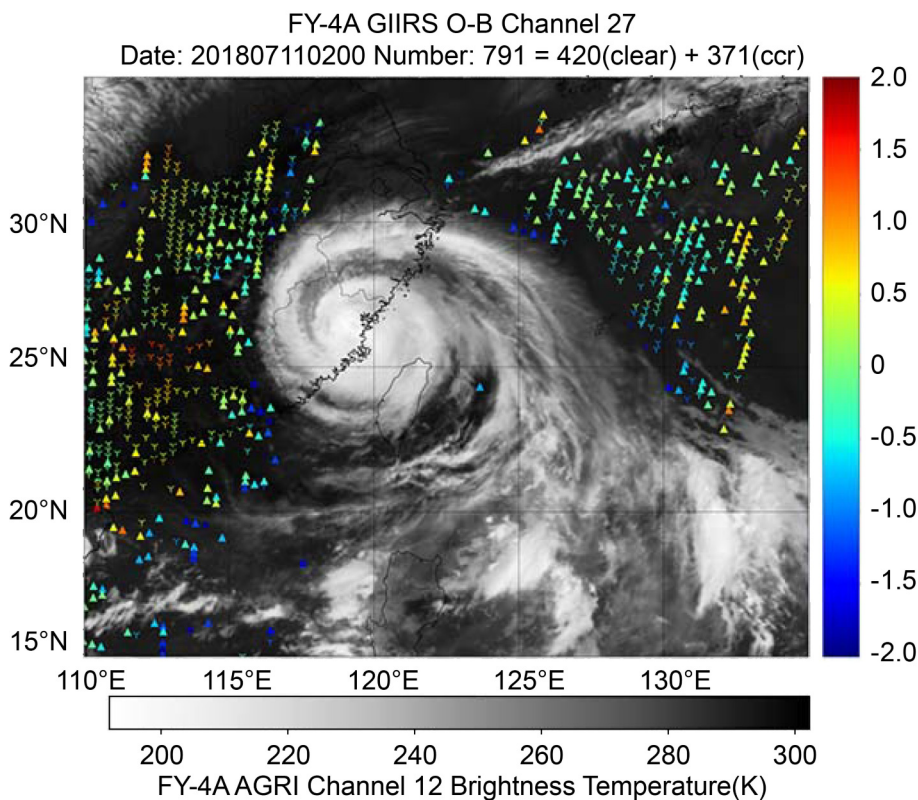 FY-4A GIIRS O-B Channel 27
Date: 201807110200 Number: 791 = 420(clear) + 371(ccr)
2.0
1.5
30°N
1.0
0.5
25°N
0
-0.5
20°N
-1.0
-1.5
15°N
-2.0
110°E 115°E 120°E 125°E 130°E
200 220 240 260 280 300
FY-4A AGRI Channel 12 Brightness Temperature(K)